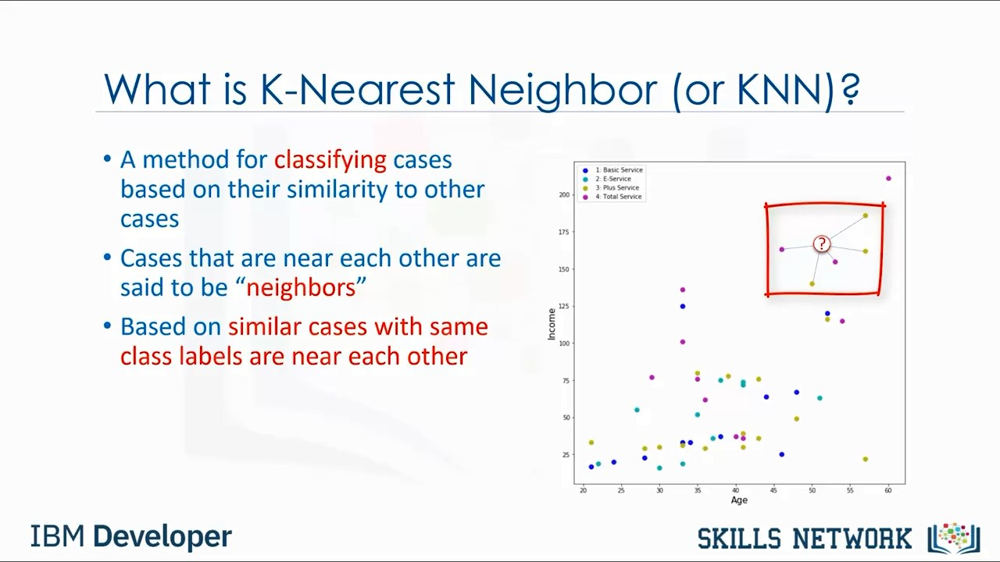 What is K-Nearest Neighbor (or KNN)?
• A method for classifying cases
based on their similarity to other
cases
• Cases that are near each other are
said to be “neighbors”
• Based on similar cases with same
class labels are near each other
1: Basic Service
2: E-Service
3: Plus Service
4: Total Service
?
200
175
150
125
100
75
50
25
Income
20 25 30 35 40 45 50 55 60
Age
IBM Developer
SKILLS NETWORK